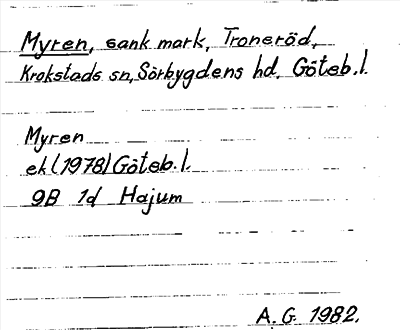 Myren, sank mark, Troneröd,
Krokstads sn, Sörbygdens hd, Göteb. l.
Myren
ek (1978) Göteb. l.
9B 1d Hajum
A. G. 1982.